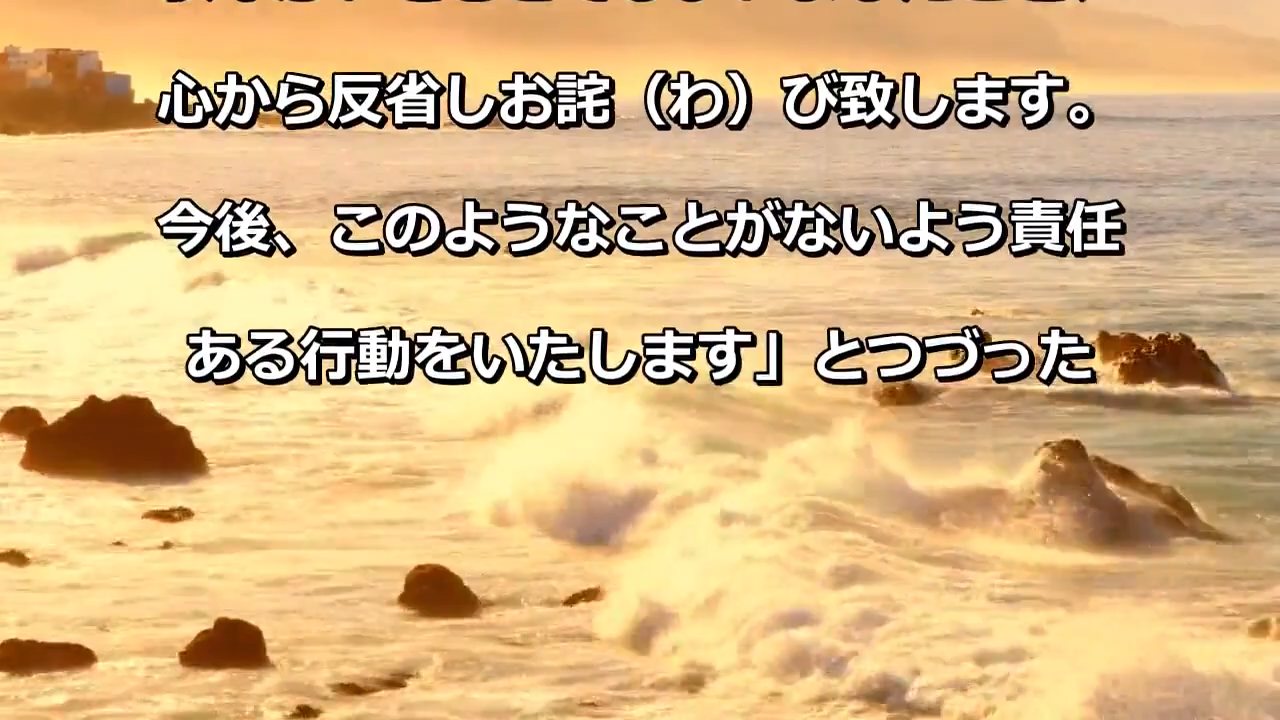 心から反省しお詫（わ）び致します。
今後、このようなことがないよう責任
ある行動をいたします」とつづった